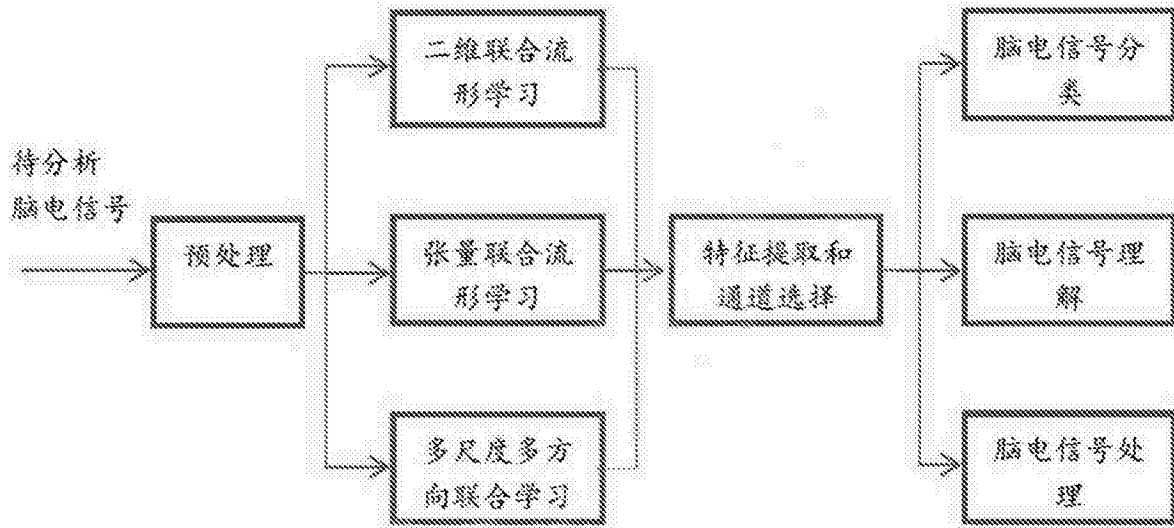 待分析
脑电信号
预处理
二维联合流
形学习
张量联合流
形学习
多尺度多方
向联合学习
特征提取和
通道选择
脑电信号分
类
脑电信号理
解
脑电信号处
理